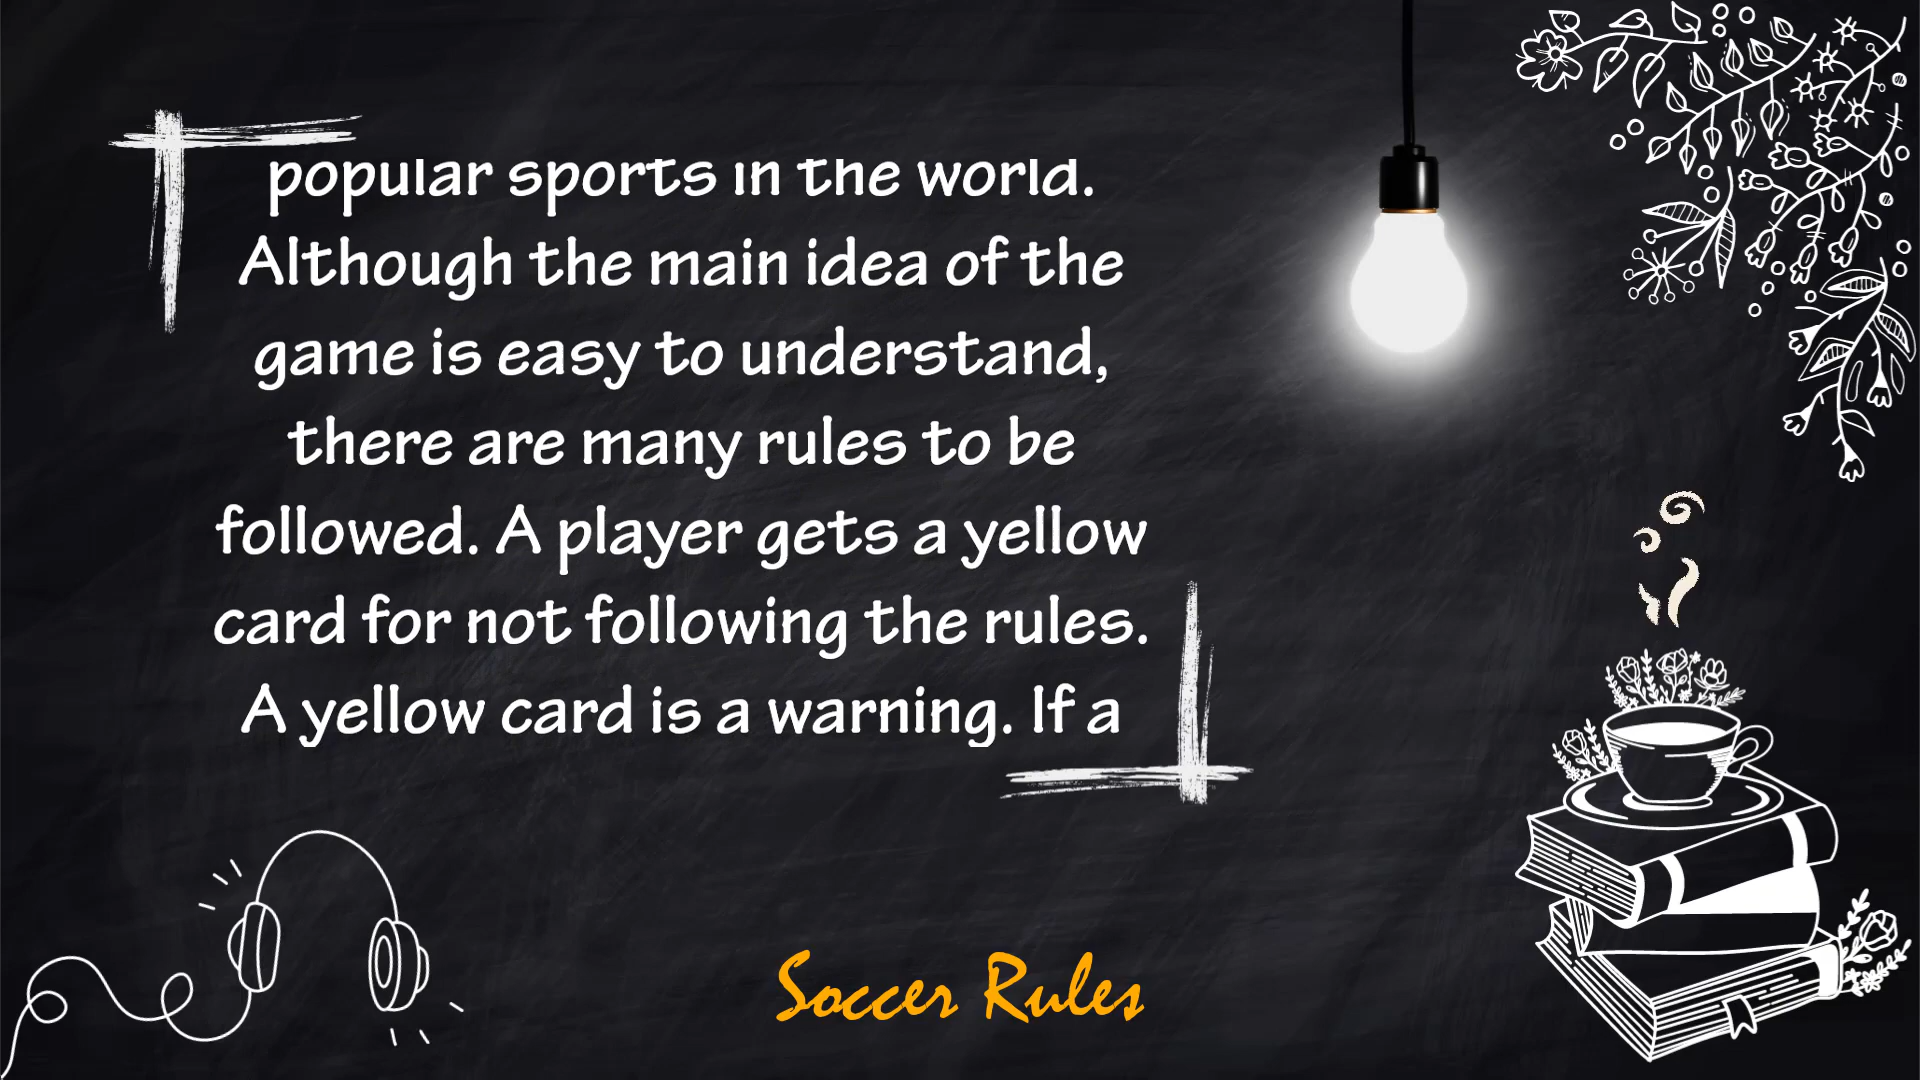 popular sports in the world.
Although the main idea of the
game is easy to understand,
there are many rules to be
followed. A player gets a yellow
card for not following the rules.
A yellow card is a warning. If a
Soccer Rules